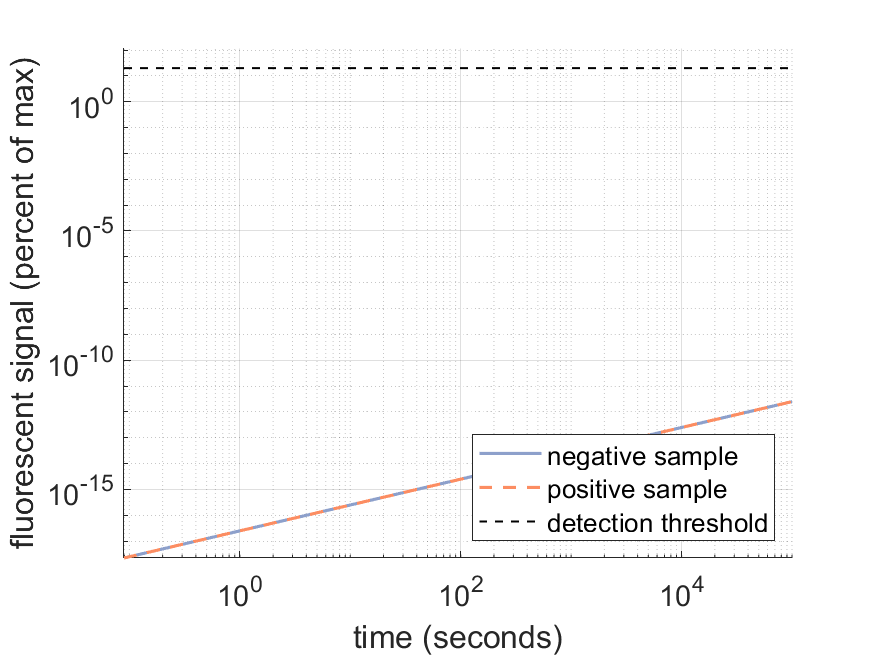 fluorescent signal (percent of max)
10^0
10^-5
10^-10
10^-15
negative sample
positive sample
detection threshold
10^0
10^2
10^4
time (seconds)